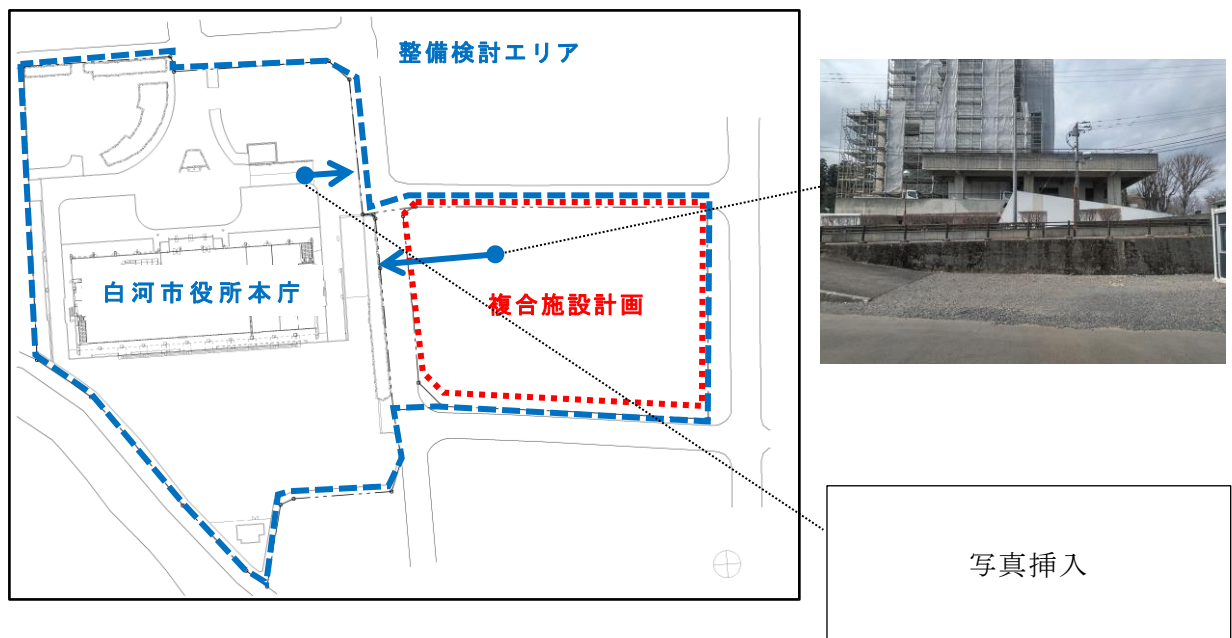 整備検討エリア
白河市役所本庁
複合施設計画
写真挿入